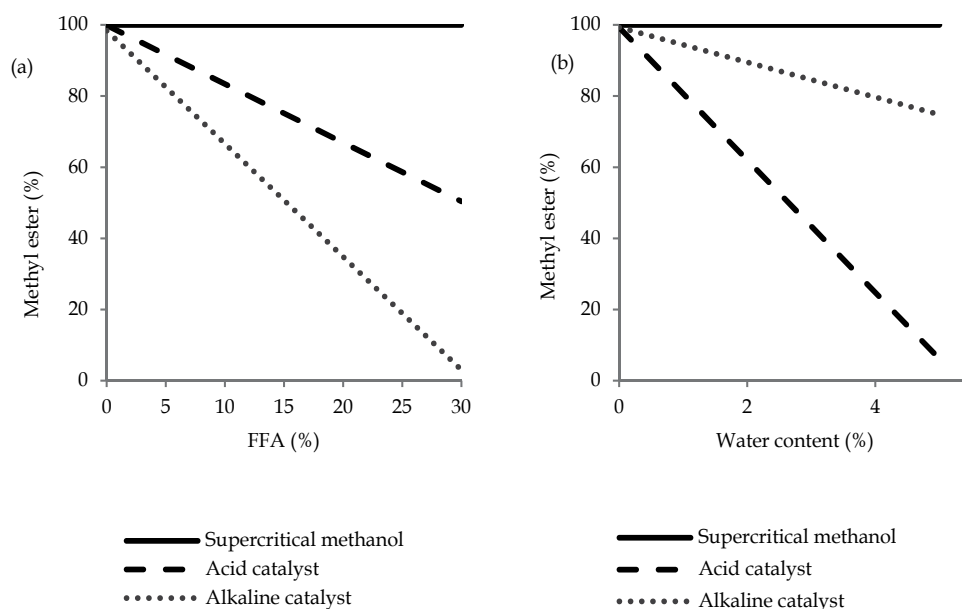 (a)
100
80
60
40
20
0
Methyl ester (%)
0 5 10 15 20 25 30
FFA (%)
Supercritical methanol
Acid catalyst
Alkaline catalyst
(b)
100
80
60
40
20
0
Methyl ester (%)
0 2 4
Water content (%)
Supercritical methanol
Acid catalyst
Alkaline catalyst